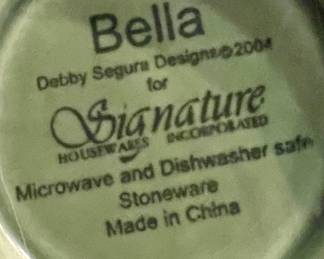 Bella
Debby Segura Designs©2004
for
Signature
HOUSEWARES INCORPORATED
Microwave and Dishwasher safe
Stoneware
Made in China